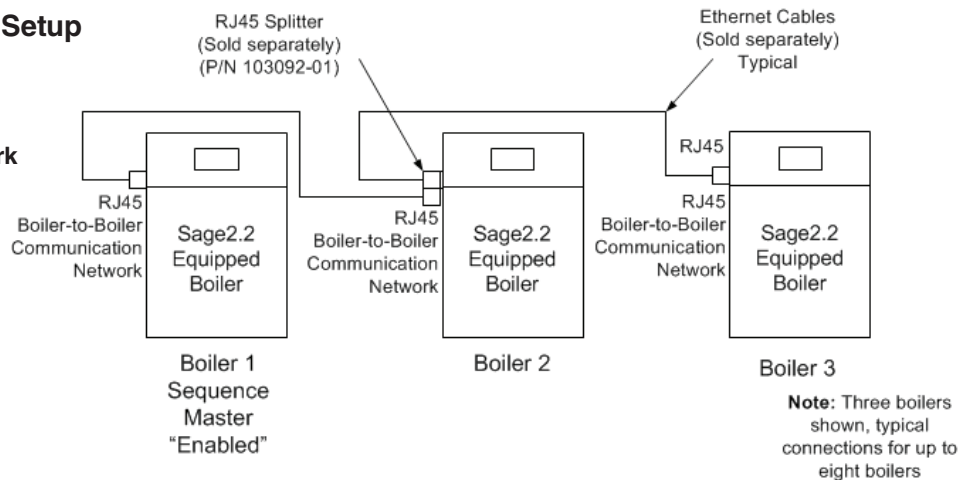 Setup
rk
RJ45 Splitter
(Sold separately)
(P/N 103092-01)
Ethernet Cables
(Sold separately)
Typical
RJ45
Boiler-to-Boiler
Communication
Network
Sage2.2
Equipped
Boiler
Boiler 1
Sequence
Master
“Enabled”
RJ45
Boiler-to-Boiler
Communication
Network
Sage2.2
Equipped
Boiler
Boiler 2
RJ45
RJ45
Boiler-to-Boiler
Communication
Network
Sage2.2
Equipped
Boiler
Boiler 3
Note: Three boilers
shown, typical
connections for up to
eight boilers